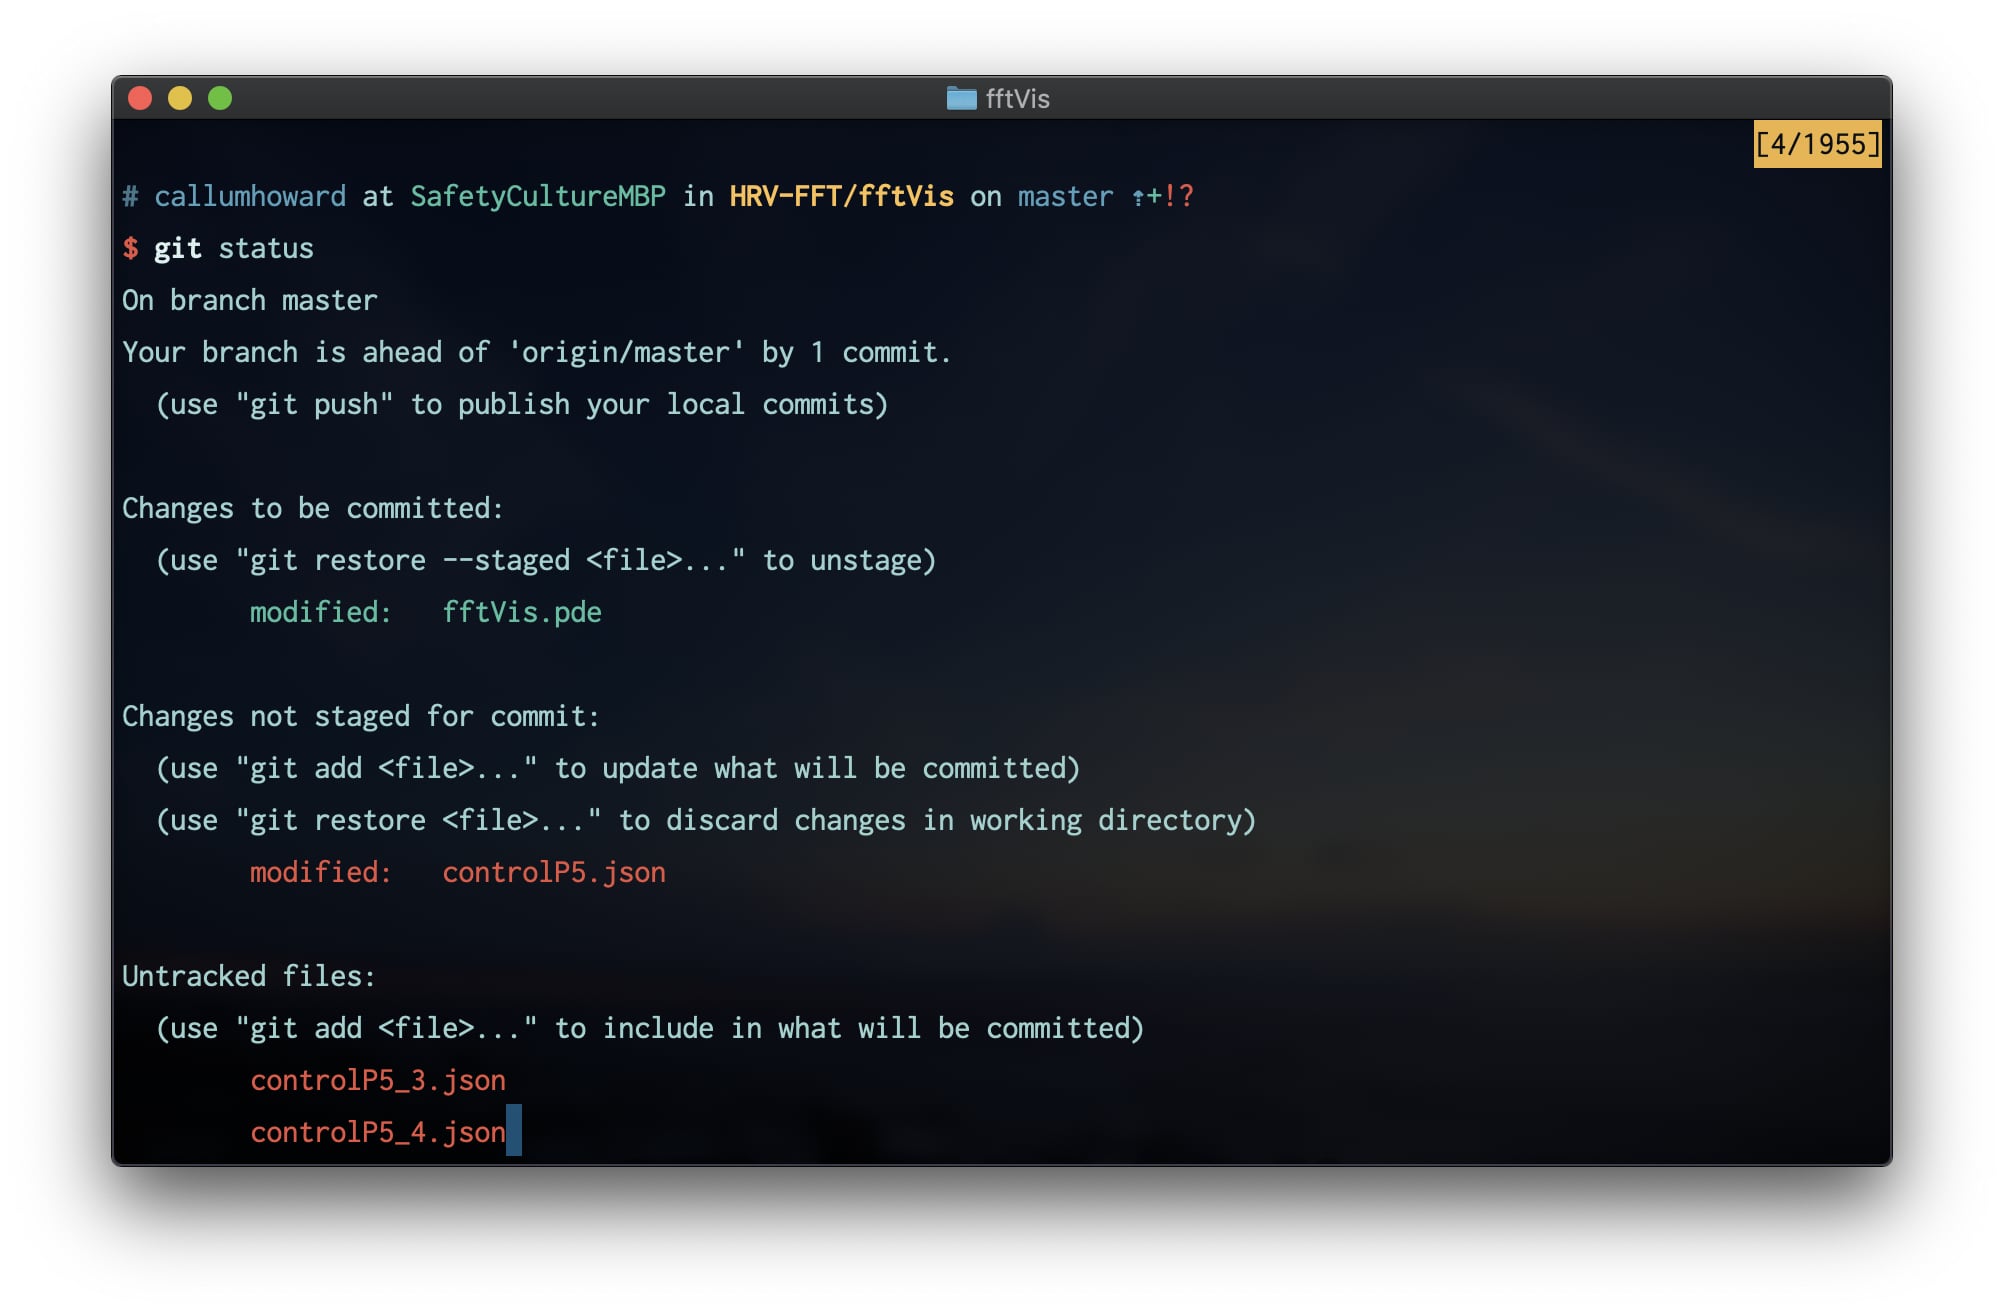 fftVis
[4/1955]
# callumhoward at SafetyCultureMBP in HRV-FFT/fftVis on master ⇡+!?
$ git status
On branch master
Your branch is ahead of 'origin/master' by 1 commit.
  (use "git push" to publish your local commits)

Changes to be committed:
  (use "git restore --staged <file>..." to unstage)
        modified:   fftVis.pde

Changes not staged for commit:
  (use "git add <file>..." to update what will be committed)
  (use "git restore <file>..." to discard changes in working directory)
        modified:   controlP5.json

Untracked files:
  (use "git add <file>..." to include in what will be committed)
        controlP5_3.json
        controlP5_4.json